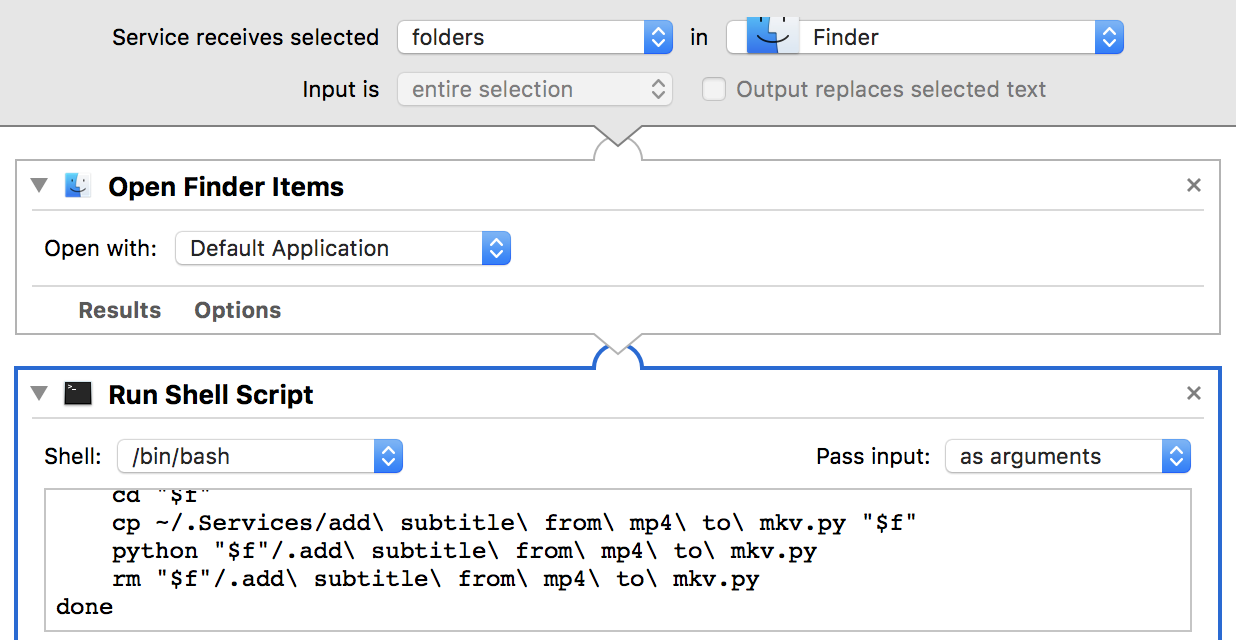 Service receives selected folders in Finder
Input is entire selection Output replaces selected text
Open Finder Items
Open with: Default Application
Results Options
Run Shell Script
Shell: /bin/bash Pass input: as arguments
cd "$f"
cp ~/.Services/add\ subtitle\ from\ mp4\ to\ mkv.py "$f"
python "$f"/.add\ subtitle\ from\ mp4\ to\ mkv.py
rm "$f"/.add\ subtitle\ from\ mp4\ to\ mkv.py
done